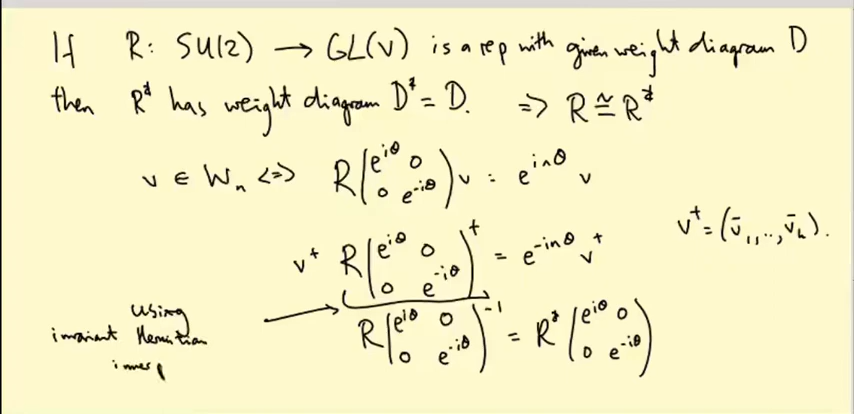 If R: SU(2) → GL(V) is a rep with given weight diagram D
then R* has weight diagram D* = D. ⇒ R ≅ R*
v ∈ Wₙ <=> R(e^{iθ} 0 \\ 0 e^{-iθ}) v = e^{inθ} v
v† R(e^{iθ} 0 \\ 0 e^{-iθ})† = e^{-inθ} v† v† = (v̄₁, .., v̄ₖ).
using
invariant Hermitian
inner p
R(e^{iθ} 0 \\ 0 e^{-iθ})⁻¹ = R*(e^{iθ} 0 \\ 0 e^{-iθ})